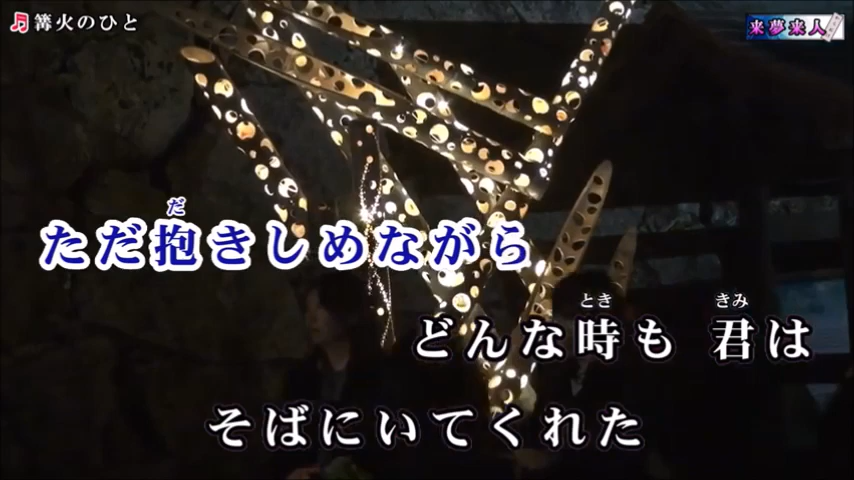 篝火のひと
来夢来人
だ
ただ抱きしめながら
とき きみ
どんな時も 君は
そばにいてくれた